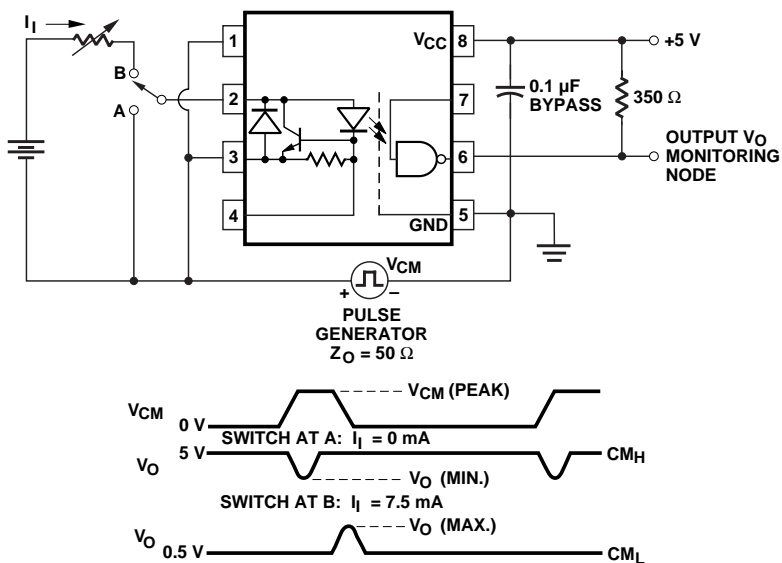 I_I
B
A
1
2
3
4
V_CC
8
7
6
GND
5
+5 V
0.1 µF
BYPASS
350 Ω
OUTPUT V_O
MONITORING
NODE
V_CM
+
–
PULSE
GENERATOR
Z_O = 50 Ω
V_CM (PEAK)
V_CM
0 V
SWITCH AT A: I_I = 0 mA
V_O
5 V
CM_H
V_O (MIN.)
SWITCH AT B: I_I = 7.5 mA
V_O (MAX.)
V_O
0.5 V
CM_L